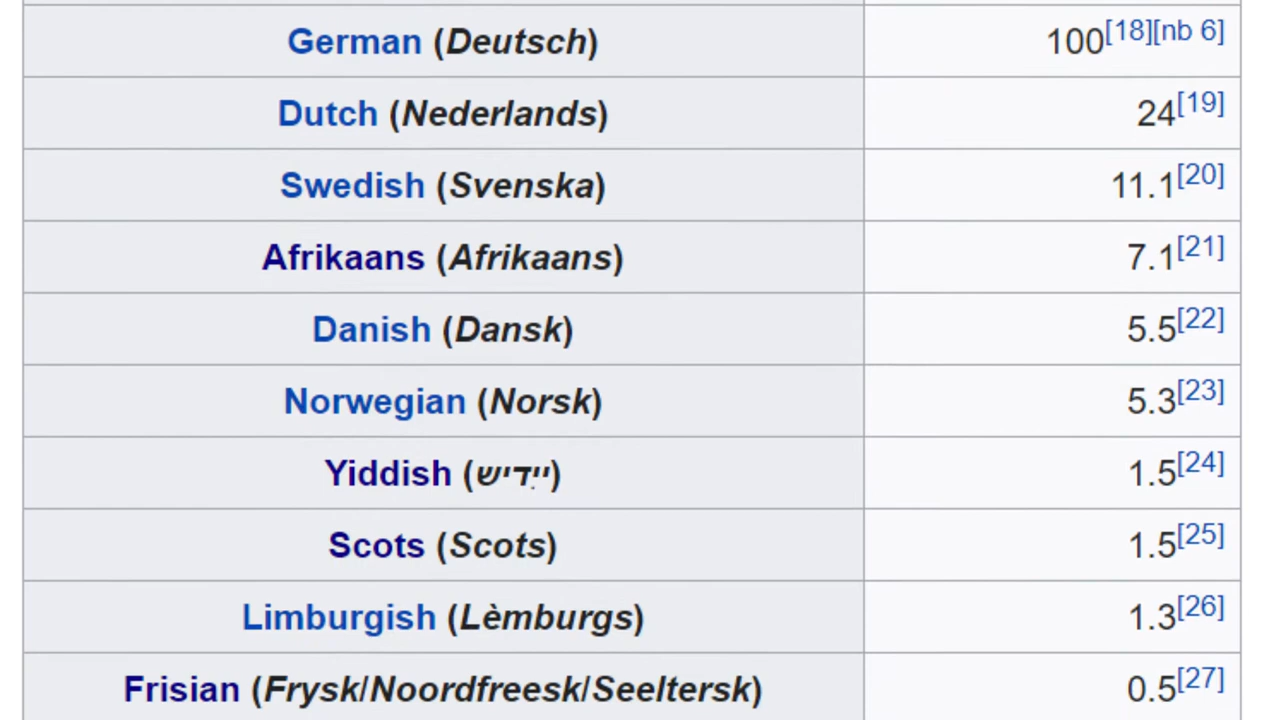 German (Deutsch) 100[18][nb 6]
Dutch (Nederlands) 24[19]
Swedish (Svenska) 11.1[20]
Afrikaans (Afrikaans) 7.1[21]
Danish (Dansk) 5.5[22]
Norwegian (Norsk) 5.3[23]
Yiddish (ייִדיש) 1.5[24]
Scots (Scots) 1.5[25]
Limburgish (Lèmburgs) 1.3[26]
Frisian (Frysk/Noordfreesk/Seeltersk) 0.5[27]